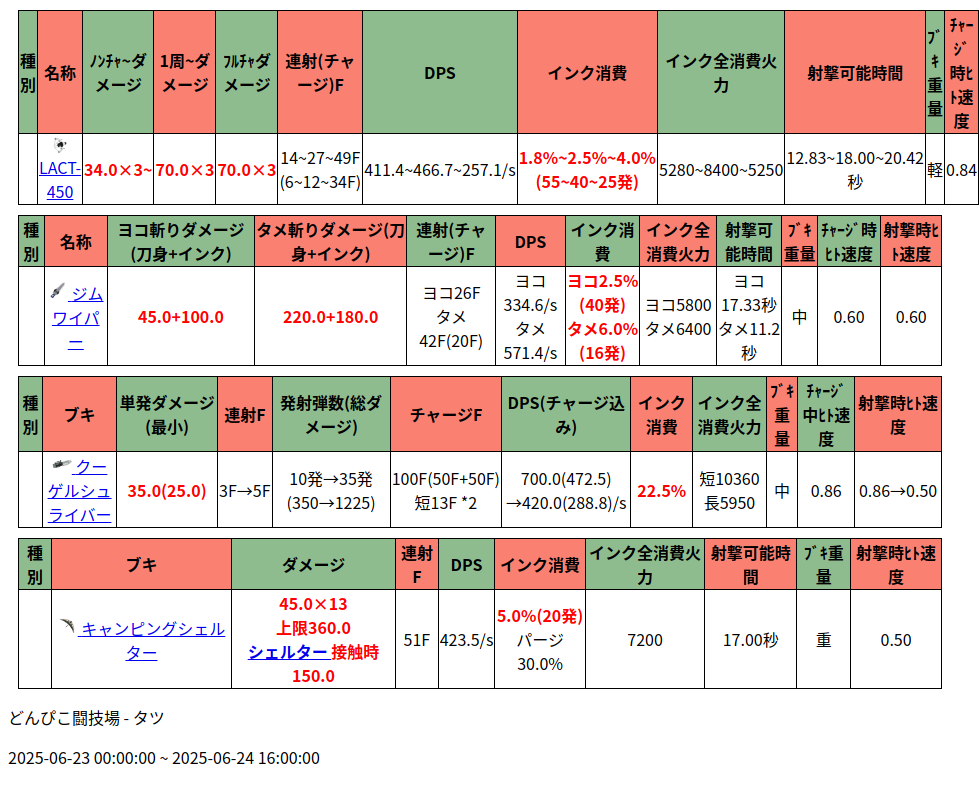 種別 名称 ﾉﾝﾁｬ~ダメージ 1周~ダメージ ﾌﾙﾁｬダメージ 連射(チャージ)F DPS インク消費 インク全消費火力 射撃可能時間 ﾌﾞｷ重量 ﾁｬｰｼﾞ時ﾋﾄ速度
LACT-450 34.0×3~ 70.0×3 70.0×3 14~27~49F (6~12~34F) 411.4~466.7~257.1/s 1.8%~2.5%~4.0% (55~40~25発) 5280~8400~5250 12.83~18.00~20.42秒 軽 0.84
種別 名称 ヨコ斬りダメージ(刀身+インク) タメ斬りダメージ(刀身+インク) 連射(チャージ)F DPS インク消費 インク全消費火力 射撃可能時間 ﾌﾞｷ重量 ﾁｬｰｼﾞ時ﾋﾄ速度 射撃時ﾋﾄ速度
ジムワイパー 45.0+100.0 220.0+180.0 ヨコ26F タメ42F(20F) ヨコ334.6/s タメ571.4/s ヨコ2.5%(40発) タメ6.0%(16発) ヨコ5800 タメ6400 ヨコ17.33秒 タメ11.2秒 中 0.60 0.60
種別 ブキ 単発ダメージ(最小) 連射F 発射弾数(総ダメージ) チャージF DPS(チャージ込み) インク消費 インク全消費火力 ﾌﾞｷ重量 ﾁｬｰｼﾞ中ﾋﾄ速度 射撃時ﾋﾄ速度
クーゲルシュライバー 35.0(25.0) 3F→5F 10発→35発(350→1225) 100F(50F+50F) 短13F *2 700.0(472.5)→420.0(288.8)/s 22.5% 短10360 長5950 中 0.86 0.86→0.50
種別 ブキ ダメージ 連射F DPS インク消費 インク全消費火力 射撃可能時間 ﾌﾞｷ重量 射撃時ﾋﾄ速度
キャンピングシェルター 45.0×13 上限360.0 シェルター接触時150.0 51F 423.5/s 5.0%(20発) パージ30.0% 7200 17.00秒 重 0.50
どんぴこ闘技場 - タツ
2025-06-23 00:00:00 ~ 2025-06-24 16:00:00